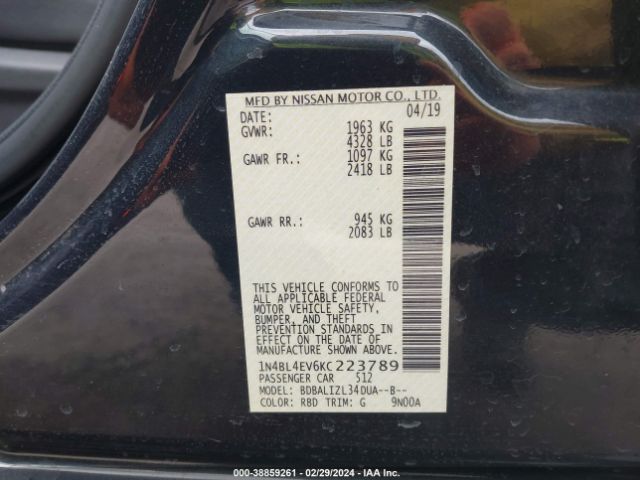 MFD BY NISSAN MOTOR CO., LTD.
DATE: 04/19
GVWR: 1963 KG
4328 LB
GAWR FR.: 1097 KG
2418 LB
GAWR RR.: 945 KG
2083 LB
THIS VEHICLE CONFORMS TO
ALL APPLICABLE FEDERAL
MOTOR VEHICLE SAFETY,
BUMPER, AND THEFT
PREVENTION STANDARDS IN
EFFECT ON THE DATE OF
MANUFACTURE SHOWN ABOVE.
1N4BL4EV6KC223789
PASSENGER CAR 512
MODEL: BDBALIZL34DUA--B--
COLOR: RBD TRIM: G 9N00A
000-38859261 - 02/29/2024 - IAA Inc.